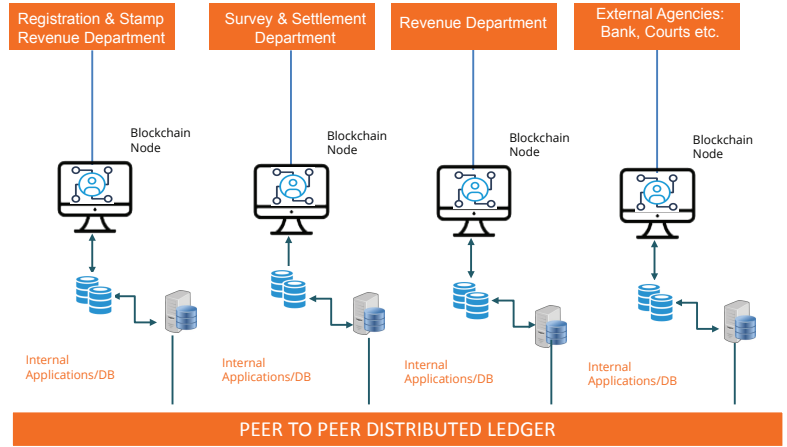 Registration & Stamp
Revenue Department
Survey & Settlement
Department
Revenue Department
External Agencies:
Bank, Courts etc.
Blockchain
Node
Blockchain
Node
Blockchain
Node
Blockchain
Node
Internal
Applications/DB
Internal
Applications/DB
Internal
Applications/DB
Internal
Applications/DB
PEER TO PEER DISTRIBUTED LEDGER